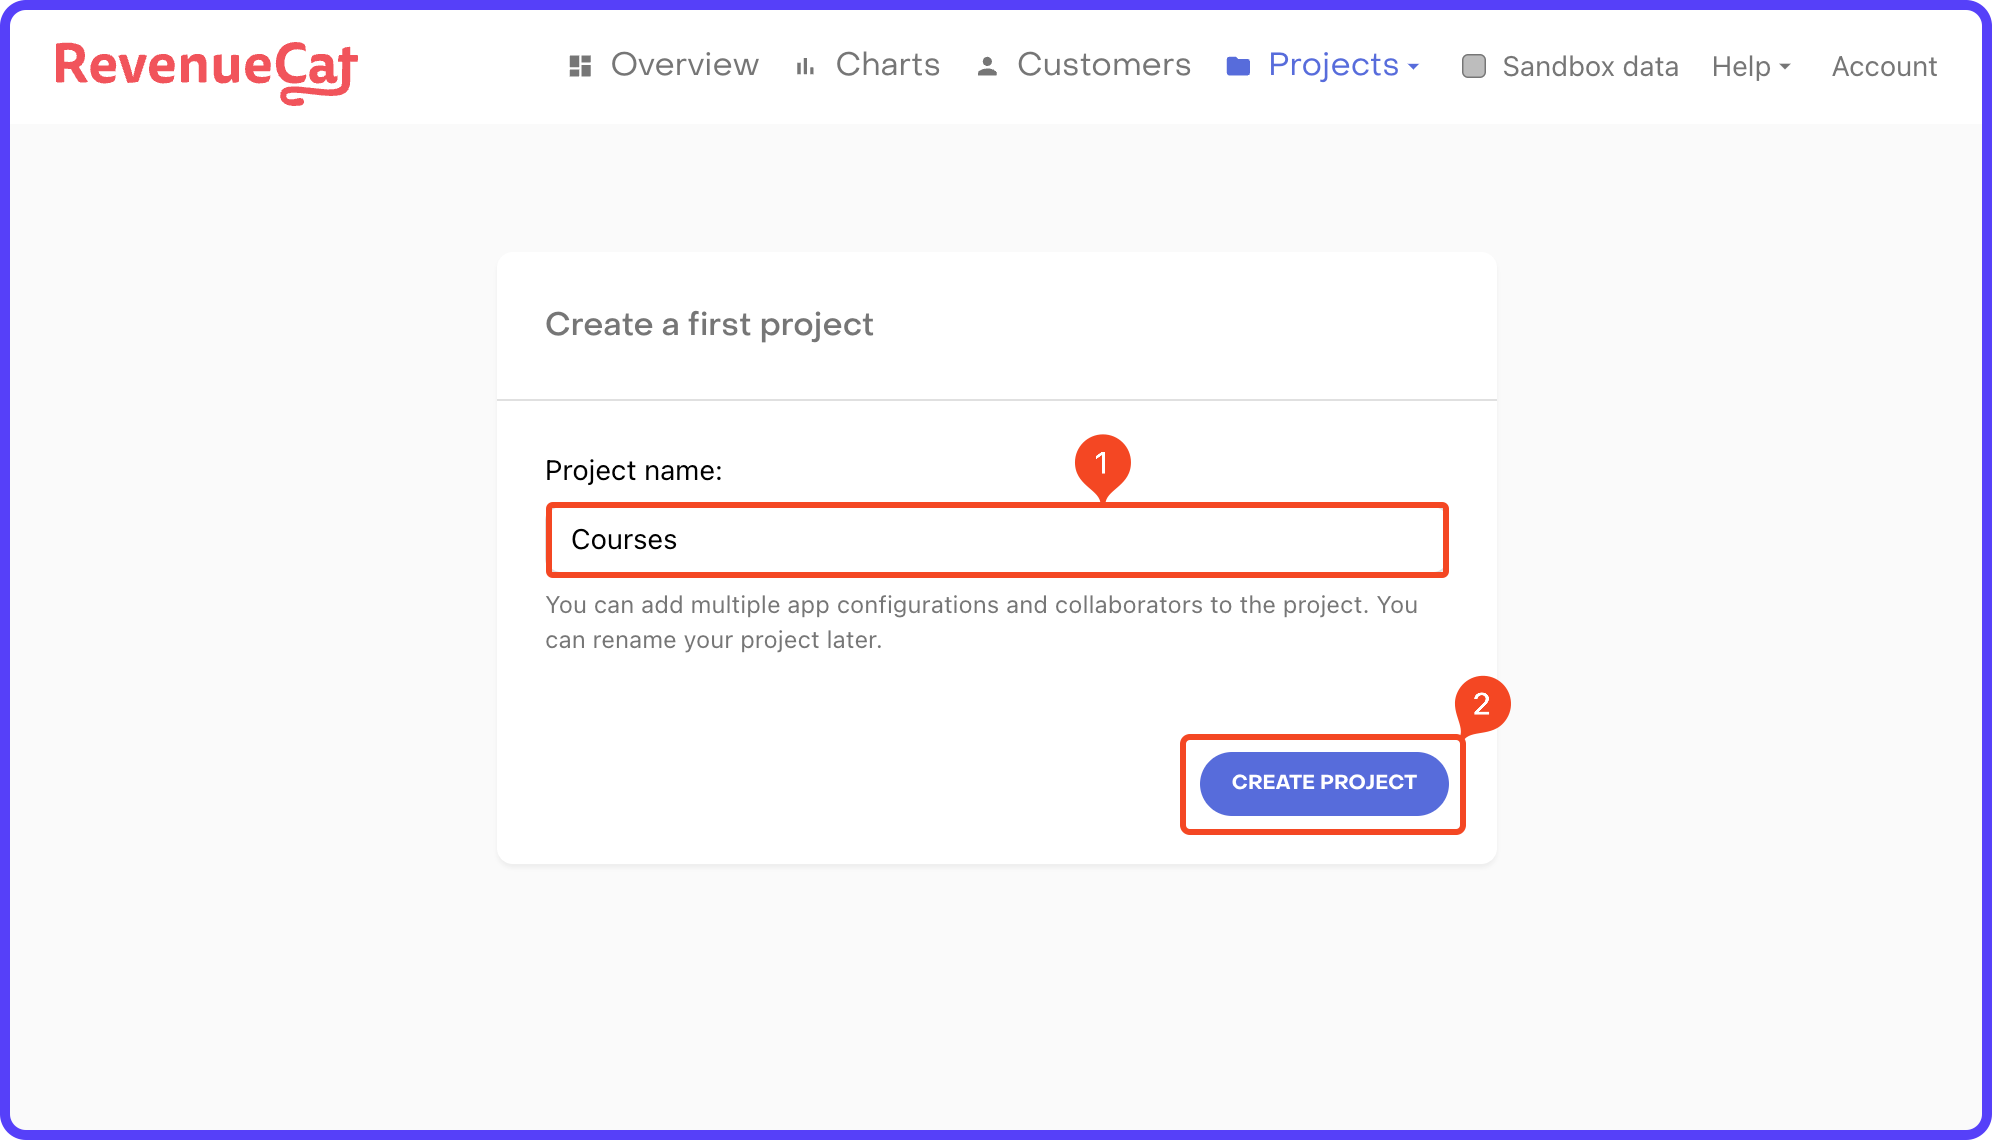 RevenueCat
Overview Charts Customers Projects Sandbox data Help Account
Create a first project
Project name:
1
Courses
You can add multiple app configurations and collaborators to the project. You
can rename your project later.
2
CREATE PROJECT